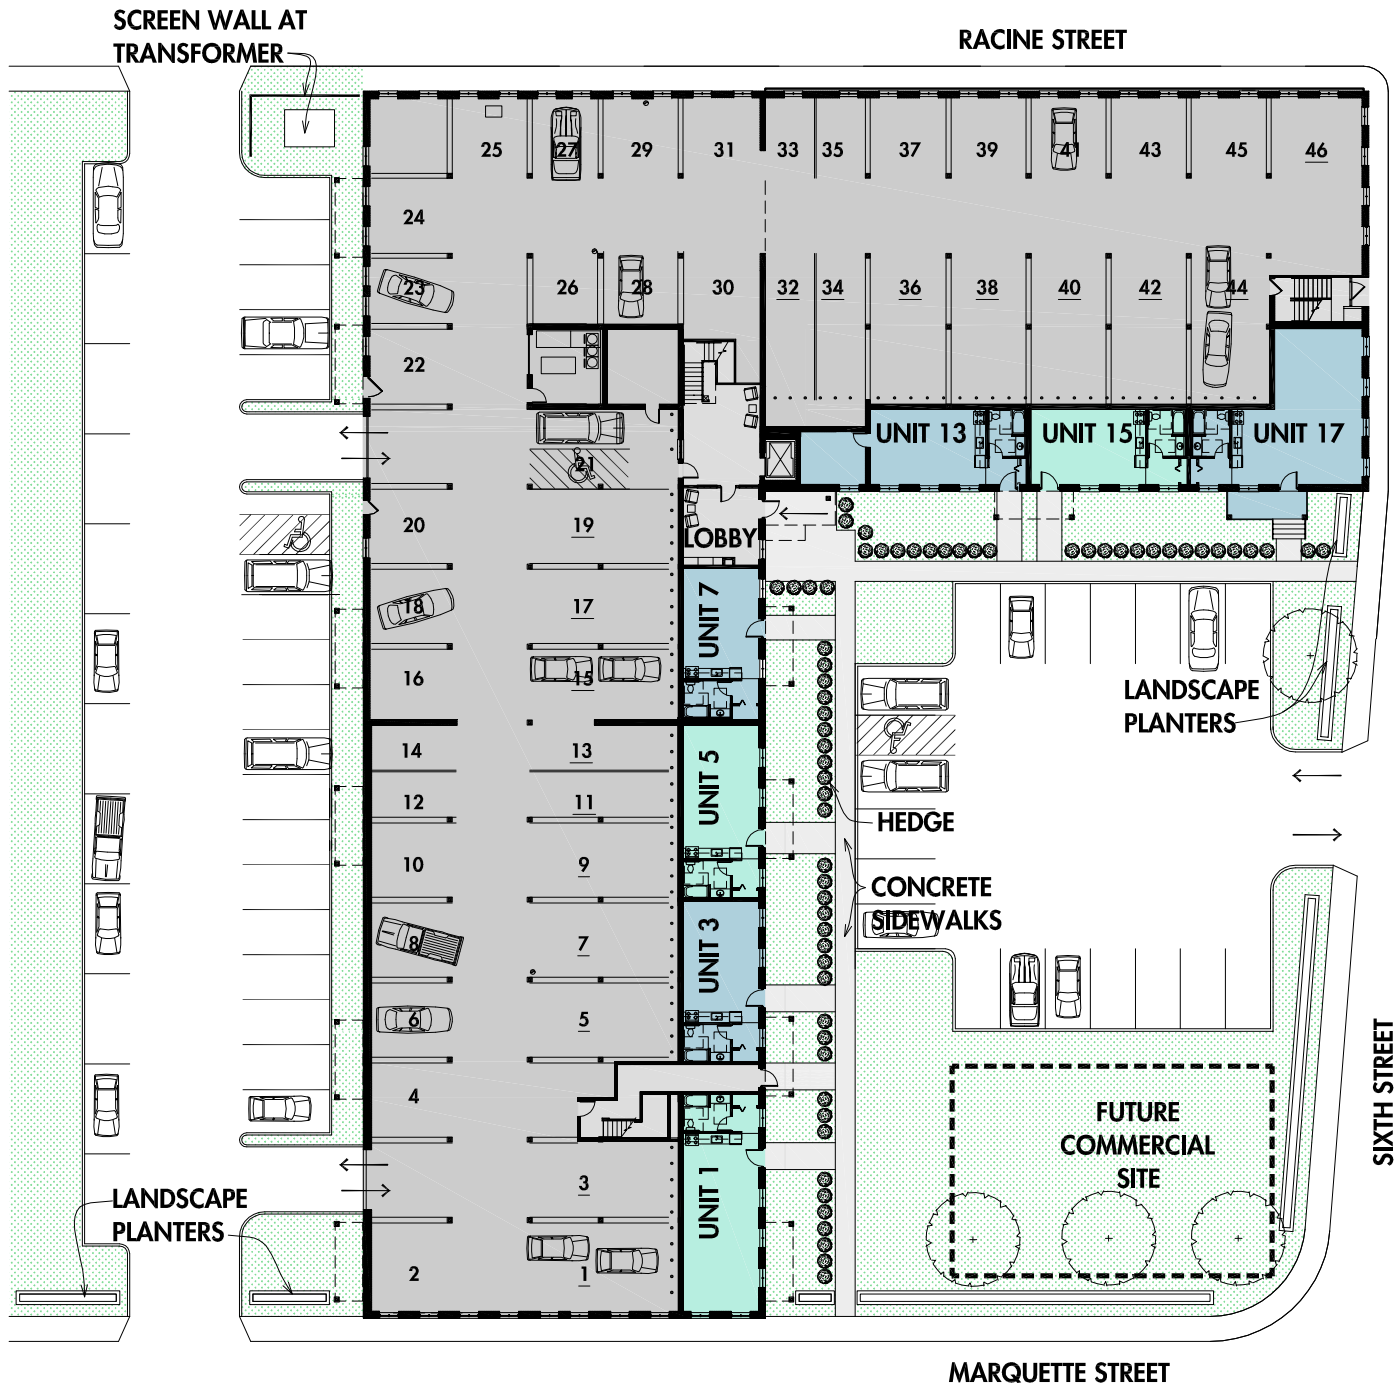 SCREEN WALL AT
TRANSFORMER
RACINE STREET
25
27
29
31
33
35
37
39
41
43
45
46
24
23
26
28
30
32
34
36
38
40
42
44
22
UNIT 13
UNIT 15
UNIT 17
21
20
19
LOBBY
18
17
UNIT 7
16
15
LANDSCAPE
PLANTERS
14
13
UNIT 5
12
11
HEDGE
10
9
CONCRETE
SIDEWALKS
8
7
UNIT 3
6
5
4
FUTURE
COMMERCIAL
SITE
SIXTH STREET
3
UNIT 1
LANDSCAPE
PLANTERS
2
1
MARQUETTE STREET